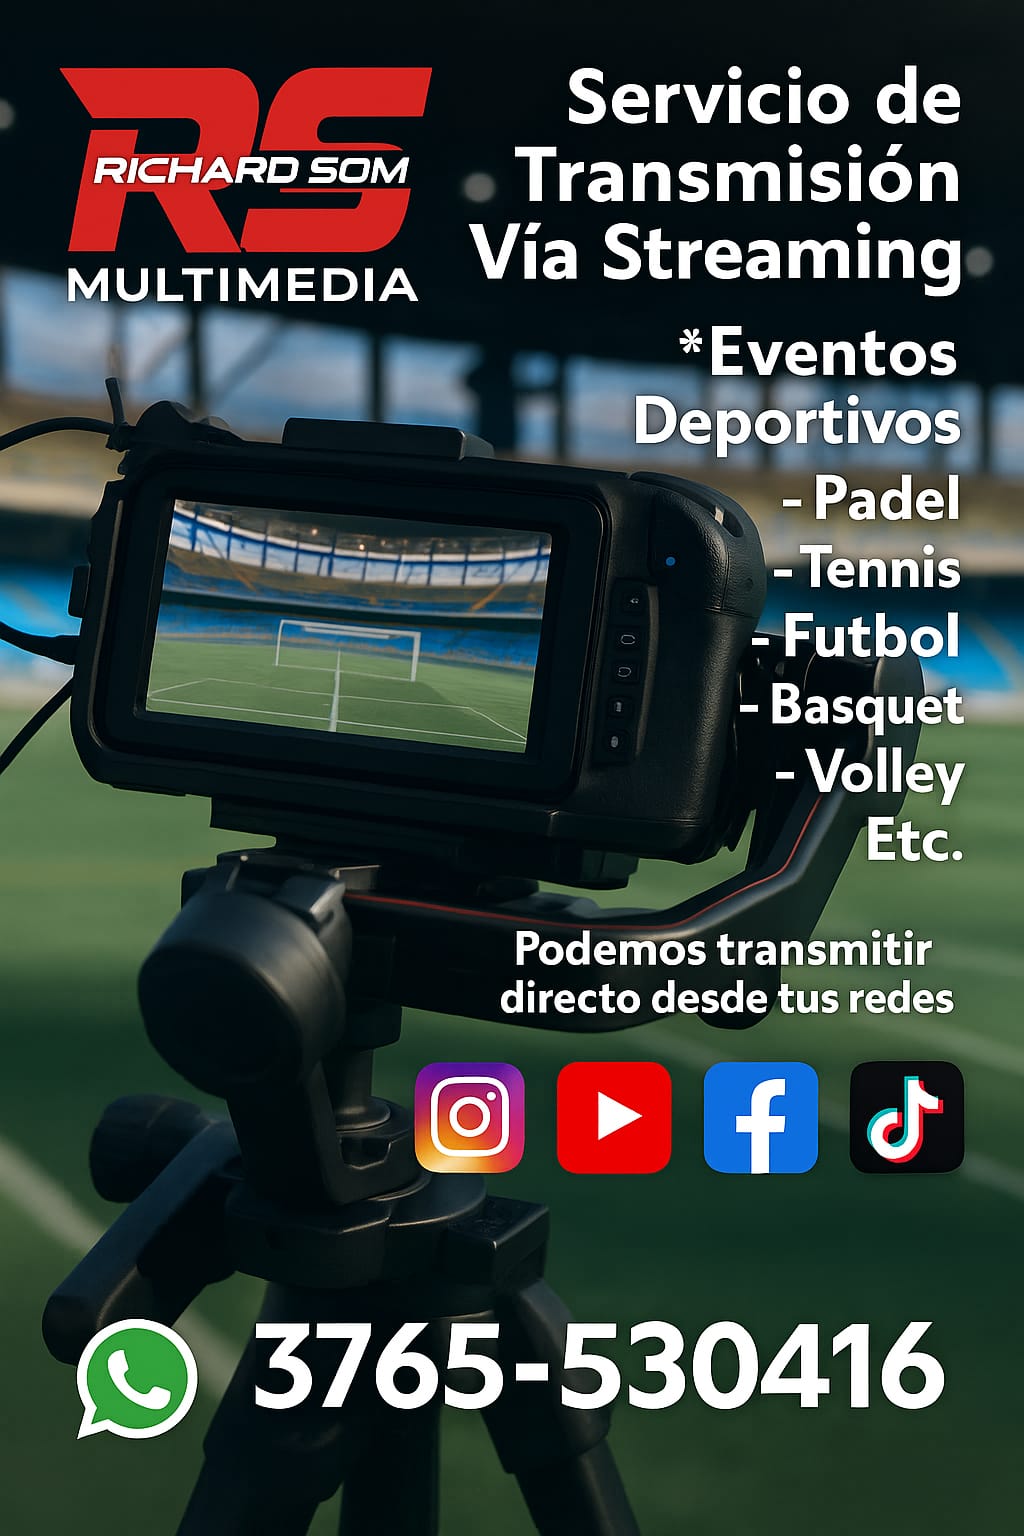 RS
RICHARD SOM
MULTIMEDIA
Servicio de
Transmisión
Vía Streaming
*Eventos
Deportivos
- Padel
- Tennis
- Futbol
- Basquet
- Volley
Etc.
Podemos transmitir
directo desde tus redes
3765-530416